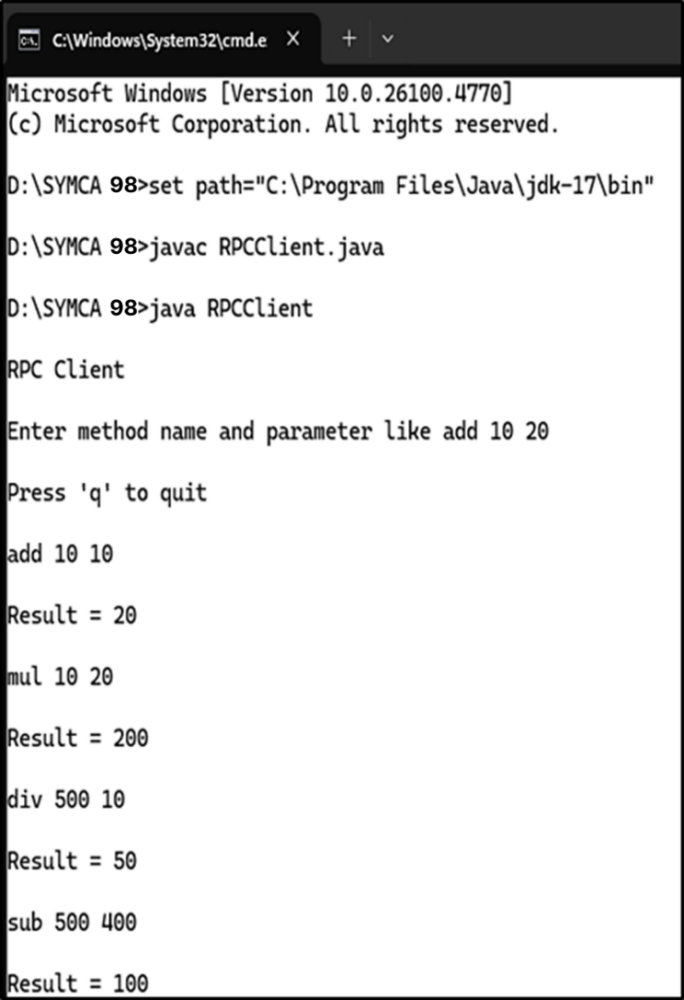 C:\Windows\System32\cmd.e
Microsoft Windows [Version 10.0.26100.4770]
(c) Microsoft Corporation. All rights reserved.
D:\SYMCA 98>set path="C:\Program Files\Java\jdk-17\bin"
D:\SYMCA 98>javac RPCClient.java
D:\SYMCA 98>java RPCClient
RPC Client
Enter method name and parameter like add 10 20
Press 'q' to quit
add 10 10
Result = 20
mul 10 20
Result = 200
div 500 10
Result = 50
sub 500 400
Result = 100